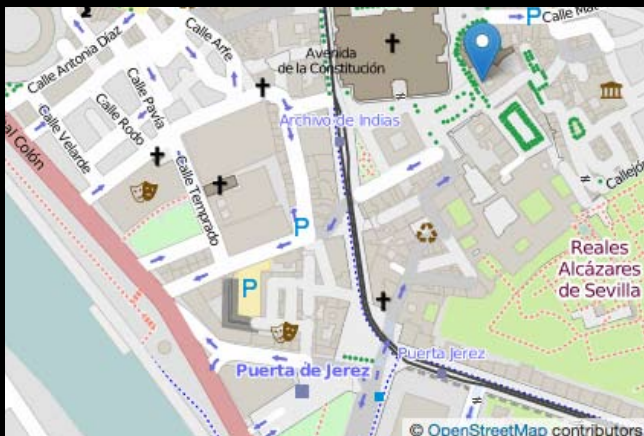 Calle Antonia Díaz
Calle Arfe
Calle Pavía
Calle Rodo
Calle Velarde
al Colón
Calle Temprado
Avenida
de la Constitución
Archivo de Indias
P
Calle Ma
P
P
Callejó
Reales
Alcázares
de Sevilla
Puerta Jerez
Puerta de Jerez
© OpenStreetMap contributors